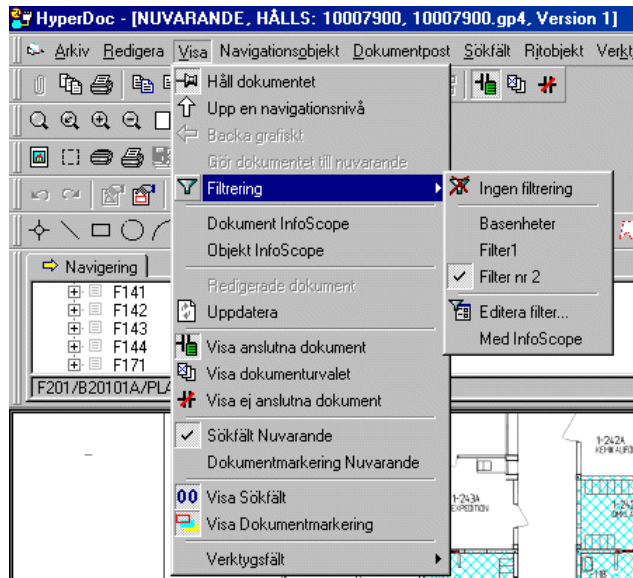 HyperDoc - [NUVARANDE, HÅLLS: 10007900, 10007900.gp4, Version 1]
Arkiv Redigera Visa Navigationsobjekt Dokumentpost Sökfält Ritobjekt
Håll dokumentet
Upp en navigationsnivå
Backa grafiskt
Gör dokumentet till nuvarande
Filtrering
Ingen filtrering
Dokument InfoScope
Basenheter
Objekt InfoScope
Filter1
Navigering
Filter nr 2
Redigerade dokument
F141
Uppdatera
Editera filter...
F142
F143
Med InfoScope
F144
Visa anslutna dokument
F171
Visa dokumenturvalet
F201/B20101A/PLA
Visa ej anslutna dokument
Sökfält Nuvarande
1-242A
Dokumentmarkering Nuvarande
00 Visa Sökfält
1-243A
EXPEDITION
Visa Dokumentmarkering
Verktygsfält